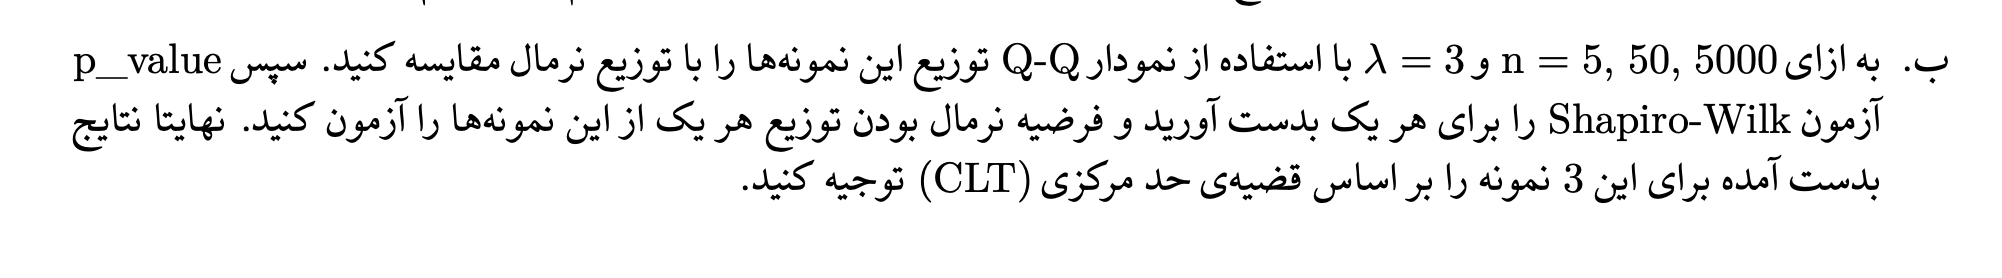 ب. به ازای n = 5, 50, 5000 و λ = 3 با استفاده از نمودار Q-Q توزیع این نمونه‌ها را با توزیع نرمال مقایسه کنید. سپس p_value
آزمون Shapiro-Wilk را برای هر یک بدست آورید و فرضیه نرمال بودن توزیع هر یک از این نمونه‌ها را آزمون کنید. نهایتا نتایج
بدست آمده برای این 3 نمونه را بر اساس قضیه‌ی حد مرکزی (CLT) توجیه کنید.